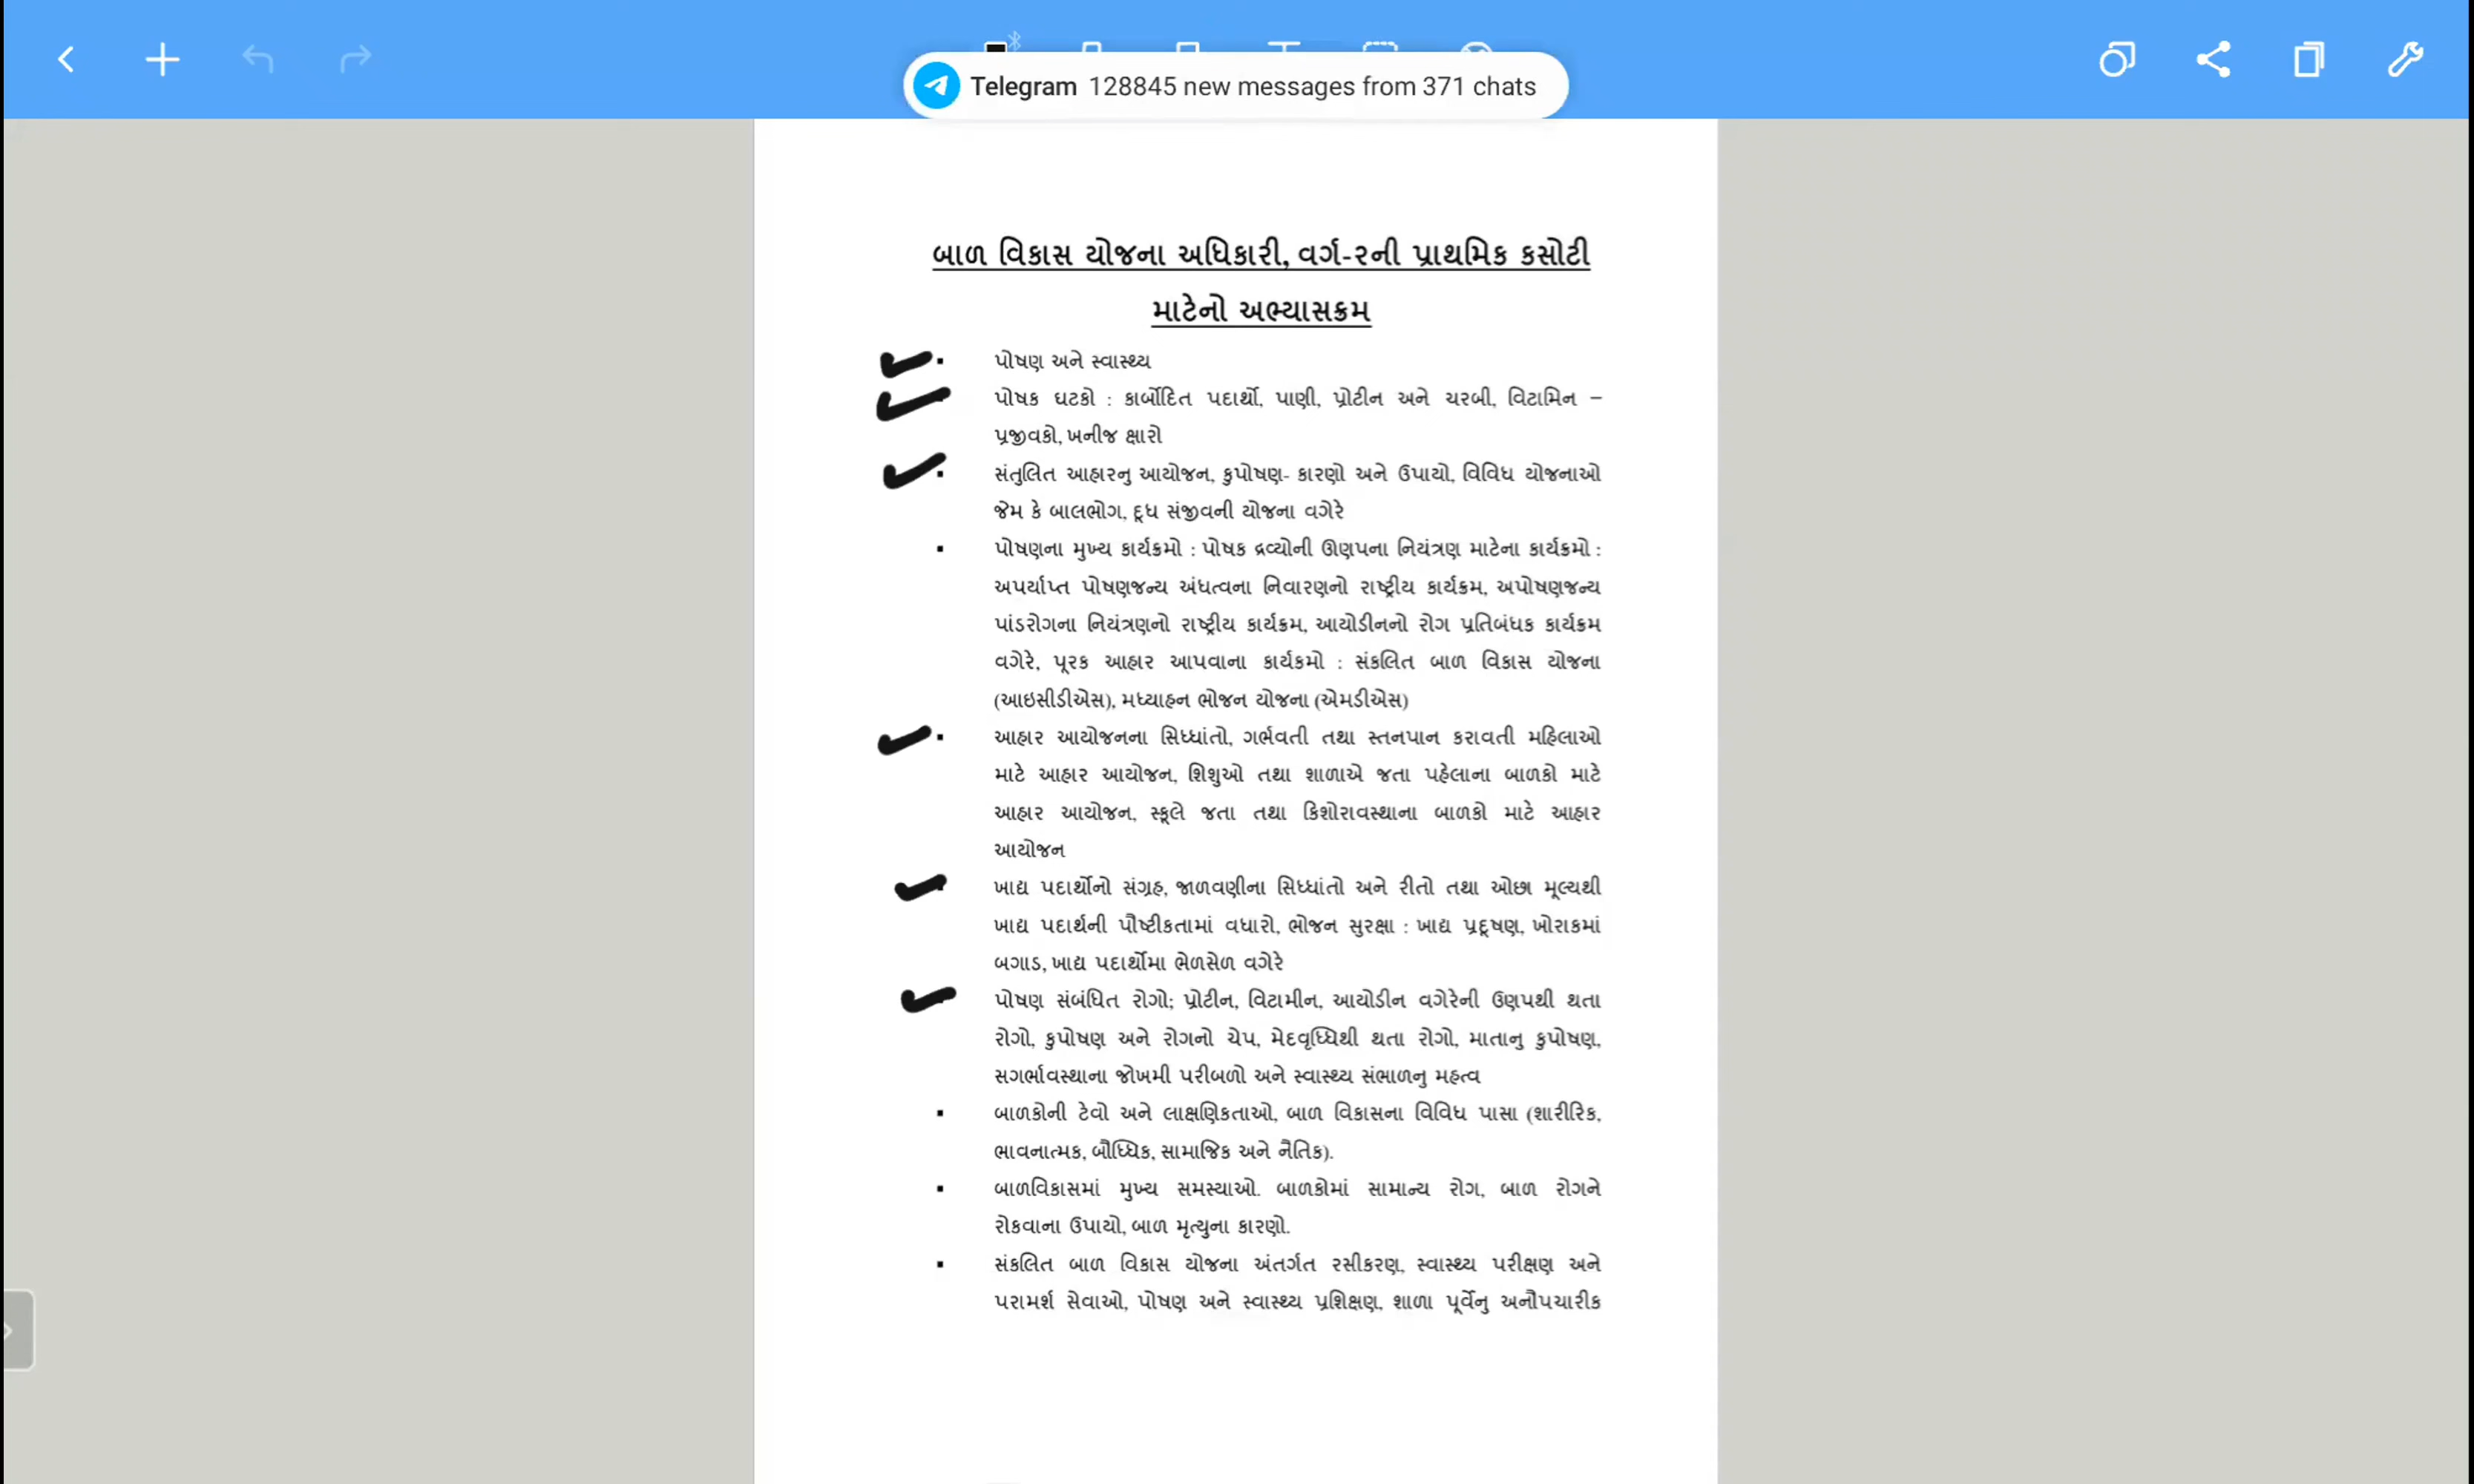 Telegram 128845 new messages from 371 chats
બાળ વિકાસ યોજના અધિકારી, વર્ગ-૨ની પ્રાથમિક કસોટી
માટેનો અભ્યાસક્રમ
▪ પોષણ અને સ્વાસ્થ્ય
પોષક ઘટકો : કાર્બોદિત પદાર્થો, પાણી, પ્રોટીન અને ચરબી, વિટામિન –
પ્રજીવકો, ખનીજ ક્ષારો
▪ સંતુલિત આહારનુ આયોજન, કુપોષણ- કારણો અને ઉપાયો, વિવિધ યોજનાઓ
જેમ કે બાલભોગ, દૂધ સંજીવની યોજના વગેરે
▪ પોષણના મુખ્ય કાર્યક્રમો : પોષક દ્રવ્યોની ઊણપના નિયંત્રણ માટેના કાર્યક્રમો :
અપર્યાપ્ત પોષણજન્ય અંધત્વના નિવારણનો રાષ્ટ્રીય કાર્યક્રમ, અપોષણજન્ય
પાંડરોગના નિયંત્રણનો રાષ્ટ્રીય કાર્યક્રમ, આયોડીનનો રોગ પ્રતિબંધક કાર્યક્રમ
વગેરે, પૂરક આહાર આપવાના કાર્યકમો : સંકલિત બાળ વિકાસ યોજના
(આઇસીડીએસ), મધ્યાહન ભોજન યોજના (એમડીએસ)
▪ આહાર આયોજનના સિધ્ધાંતો, ગર્ભવતી તથા સ્તનપાન કરાવતી મહિલાઓ
માટે આહાર આયોજન, શિશુઓ તથા શાળાએ જતા પહેલાના બાળકો માટે
આહાર આયોજન, સ્કૂલે જતા તથા કિશોરાવસ્થાના બાળકો માટે આહાર
આયોજન
ખાદ્ય પદાર્થોનો સંગ્રહ, જાળવણીના સિધ્ધાંતો અને રીતો તથા ઓછા મૂલ્યથી
ખાદ્ય પદાર્થની પૌષ્ટીકતામાં વધારો, ભોજન સુરક્ષા : ખાદ્ય પ્રદૂષણ, ખોરાકમાં
બગાડ, ખાદ્ય પદાર્થોમા ભેળસેળ વગેરે
પોષણ સંબંધિત રોગો; પ્રોટીન, વિટામીન, આયોડીન વગેરેની ઉણપથી થતા
રોગો, કુપોષણ અને રોગનો ચેપ, મેદવૃધ્ધિથી થતા રોગો, માતાનુ કુપોષણ,
સગર્ભાવસ્થાના જોખમી પરીબળો અને સ્વાસ્થ્ય સંભાળનુ મહત્વ
▪ બાળકોની ટેવો અને લાક્ષણિકતાઓ, બાળ વિકાસના વિવિધ પાસા (શારીરિક,
ભાવનાત્મક, બૌધ્ધિક, સામાજિક અને નૈતિક).
▪ બાળવિકાસમાં મુખ્ય સમસ્યાઓ. બાળકોમાં સામાન્ય રોગ, બાળ રોગને
રોકવાના ઉપાયો, બાળ મૃત્યુના કારણો.
▪ સંકલિત બાળ વિકાસ યોજના અંતર્ગત રસીકરણ, સ્વાસ્થ્ય પરીક્ષણ અને
પરામર્શ સેવાઓ, પોષણ અને સ્વાસ્થ્ય પ્રશિક્ષણ, શાળા પૂર્વેનુ અનૌપચારીક